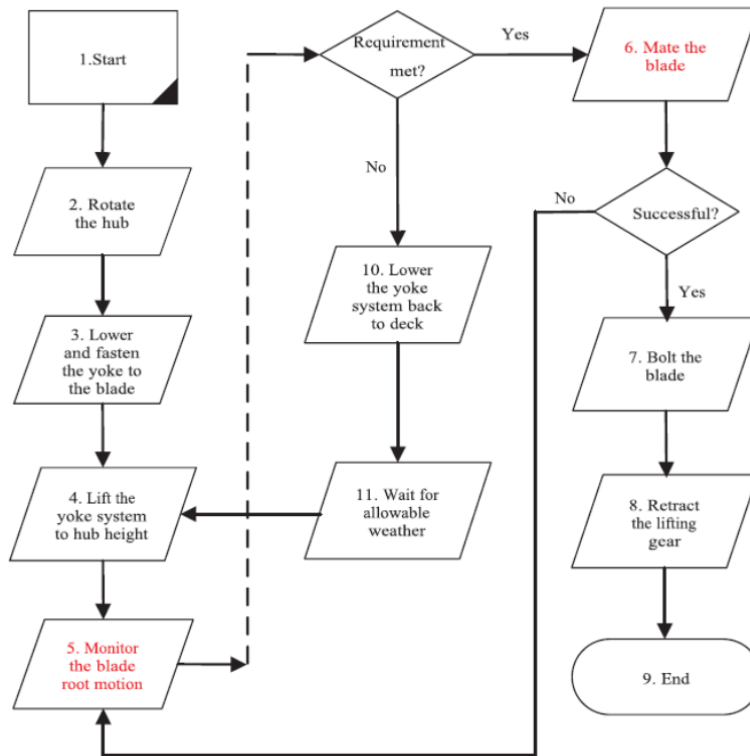 1.Start
2. Rotate
the hub
3. Lower
and fasten
the yoke to
the blade
4. Lift the
yoke system
to hub height
5. Monitor
the blade
root motion
Requirement
met?
Yes
No
10. Lower
the yoke
system back
to deck
11. Wait for
allowable
weather
6. Mate the
blade
Successful?
No
Yes
7. Bolt the
blade
8. Retract
the lifting
gear
9. End